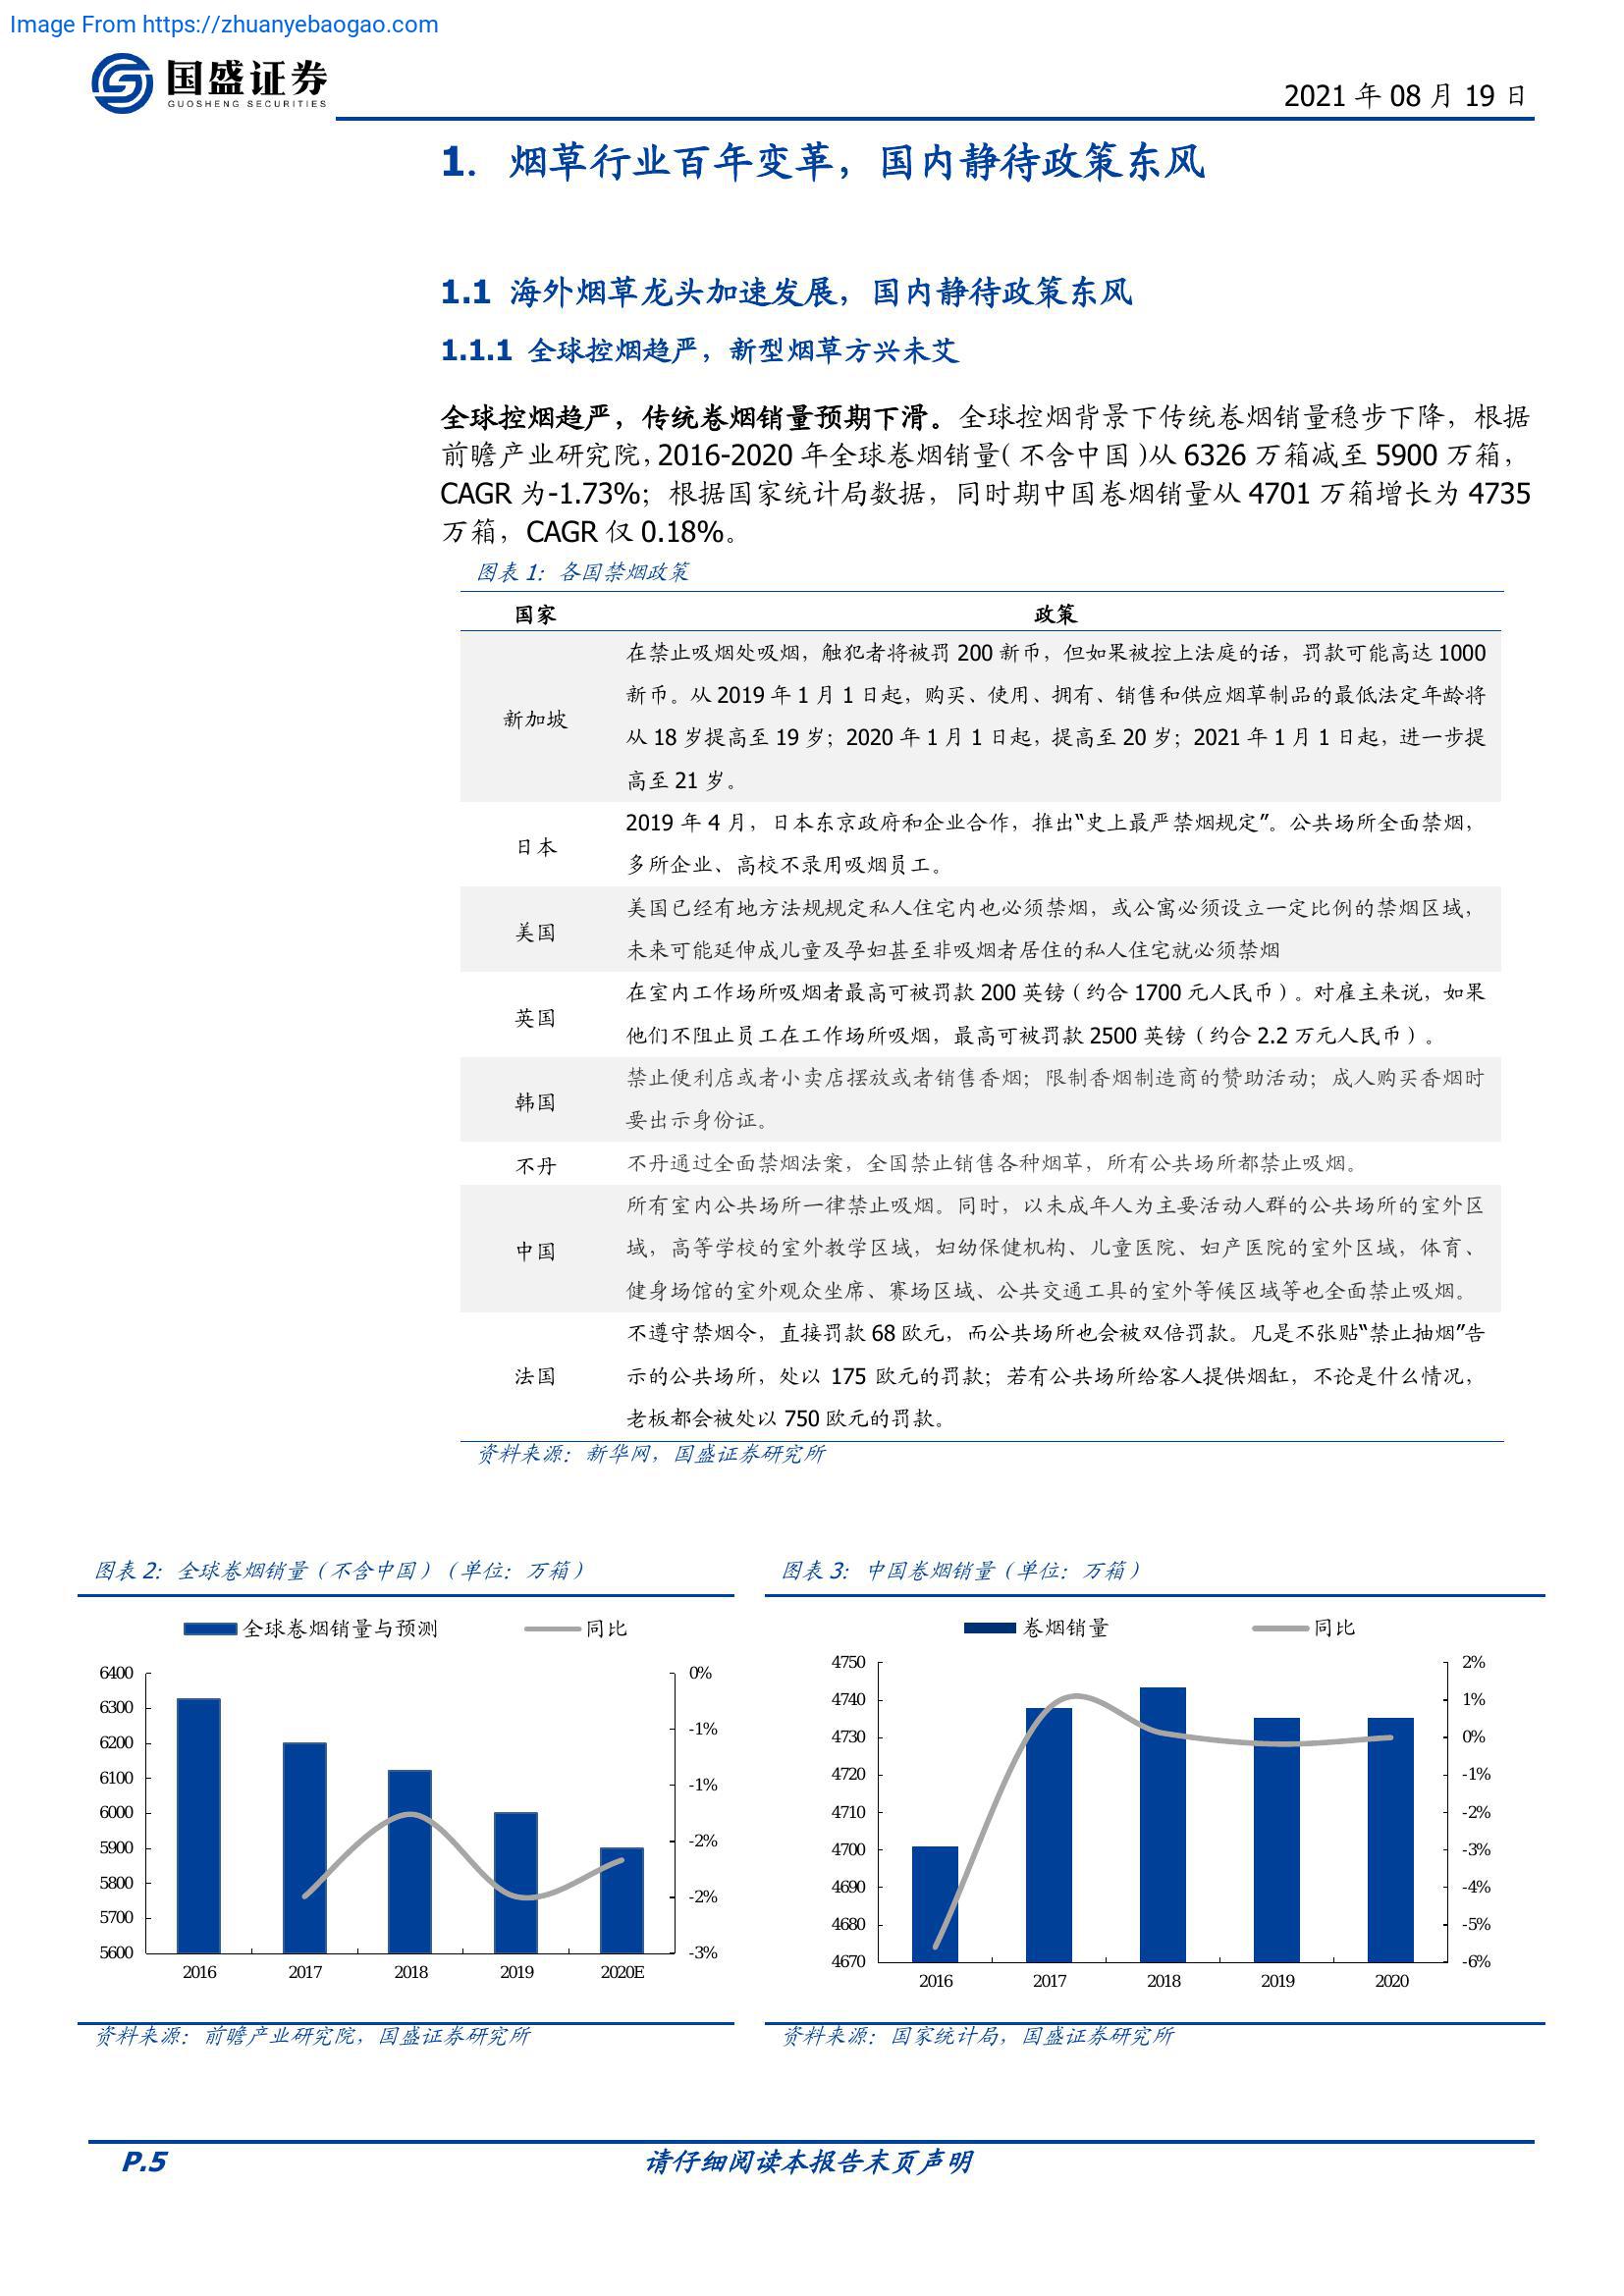 Image From https://zhuanyebaogao.com
国盛证券
GUOSHENG SECURITIES
2021 年 08 月 19 日
1. 烟草行业百年变革，国内静待政策东风
1.1 海外烟草龙头加速发展，国内静待政策东风
1.1.1 全球控烟趋严，新型烟草方兴未艾
全球控烟趋严，传统卷烟销量预期下滑。全球控烟背景下传统卷烟销量稳步下降，根据
前瞻产业研究院，2016-2020 年全球卷烟销量（不含中国）从 6326 万箱减至 5900 万箱，
CAGR 为-1.73%；根据国家统计局数据，同时期中国卷烟销量从 4701 万箱增长为 4735
万箱，CAGR 仅 0.18%。
图表 1：各国禁烟政策
国家 政策
新加坡
在禁止吸烟处吸烟，触犯者将被罚 200 新币，但如果被控上法庭的话，罚款可能高达 1000
新币。从 2019 年 1 月 1 日起，购买、使用、拥有、销售和供应烟草制品的最低法定年龄将
从 18 岁提高至 19 岁；2020 年 1 月 1 日起，提高至 20 岁；2021 年 1 月 1 日起，进一步提
高至 21 岁。
日本
2019 年 4 月，日本东京政府和企业合作，推出“史上最严禁烟规定”。公共场所全面禁烟，
多所企业、高校不录用吸烟员工。
美国
美国已经有地方法规规定私人住宅内也必须禁烟，或公寓必须设立一定比例的禁烟区域，
未来可能延伸成儿童及孕妇甚至非吸烟者居住的私人住宅就必须禁烟
英国
在室内工作场所吸烟者最高可被罚款 200 英镑（约合 1700 元人民币）。对雇主来说，如果
他们不阻止员工在工作场所吸烟，最高可被罚款 2500 英镑（约合 2.2 万元人民币）。
韩国
禁止便利店或者小卖店摆放或者销售香烟；限制香烟制造商的赞助活动；成人购买香烟时
要出示身份证。
不丹
不丹通过全面禁烟法案，全国禁止销售各种烟草，所有公共场所都禁止吸烟。
中国
所有室内公共场所一律禁止吸烟。同时，以未成年人为主要活动人群的公共场所的室外区
域，高等学校的室外教学区域，妇幼保健机构、儿童医院、妇产医院的室外区域，体育、
健身场馆的室外观众坐席、赛场区域、公共交通工具的室外等候区域等也全面禁止吸烟。
法国
不遵守禁烟令，直接罚款 68 欧元，而公共场所也会被双倍罚款。凡是不张贴“禁止抽烟”告
示的公共场所，处以 175 欧元的罚款；若有公共场所给客人提供烟缸，不论是什么情况，
老板都会被处以 750 欧元的罚款。
资料来源：新华网，国盛证券研究所
图表 2：全球卷烟销量（不含中国）（单位：万箱）
全球卷烟销量与预测 同比
6400
6300
6200
6100
6000
5900
5800
5700
5600
0%
-1%
-1%
-2%
-2%
-3%
2016 2017 2018 2019 2020E
资料来源：前瞻产业研究院，国盛证券研究所
图表 3：中国卷烟销量（单位：万箱）
卷烟销量 同比
4750
4740
4730
4720
4710
4700
4690
4680
4670
2%
1%
0%
-1%
-2%
-3%
-4%
-5%
-6%
2016 2017 2018 2019 2020
资料来源：国家统计局，国盛证券研究所
P.5 请仔细阅读本报告末页声明